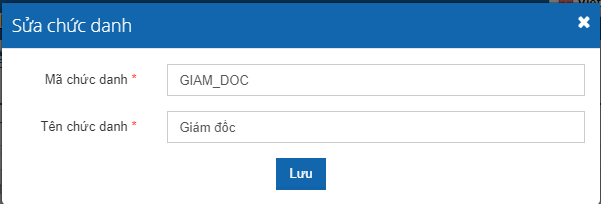 Sửa chức danh
Mã chức danh * GIAM_DOC
Tên chức danh * Giám đốc
Lưu